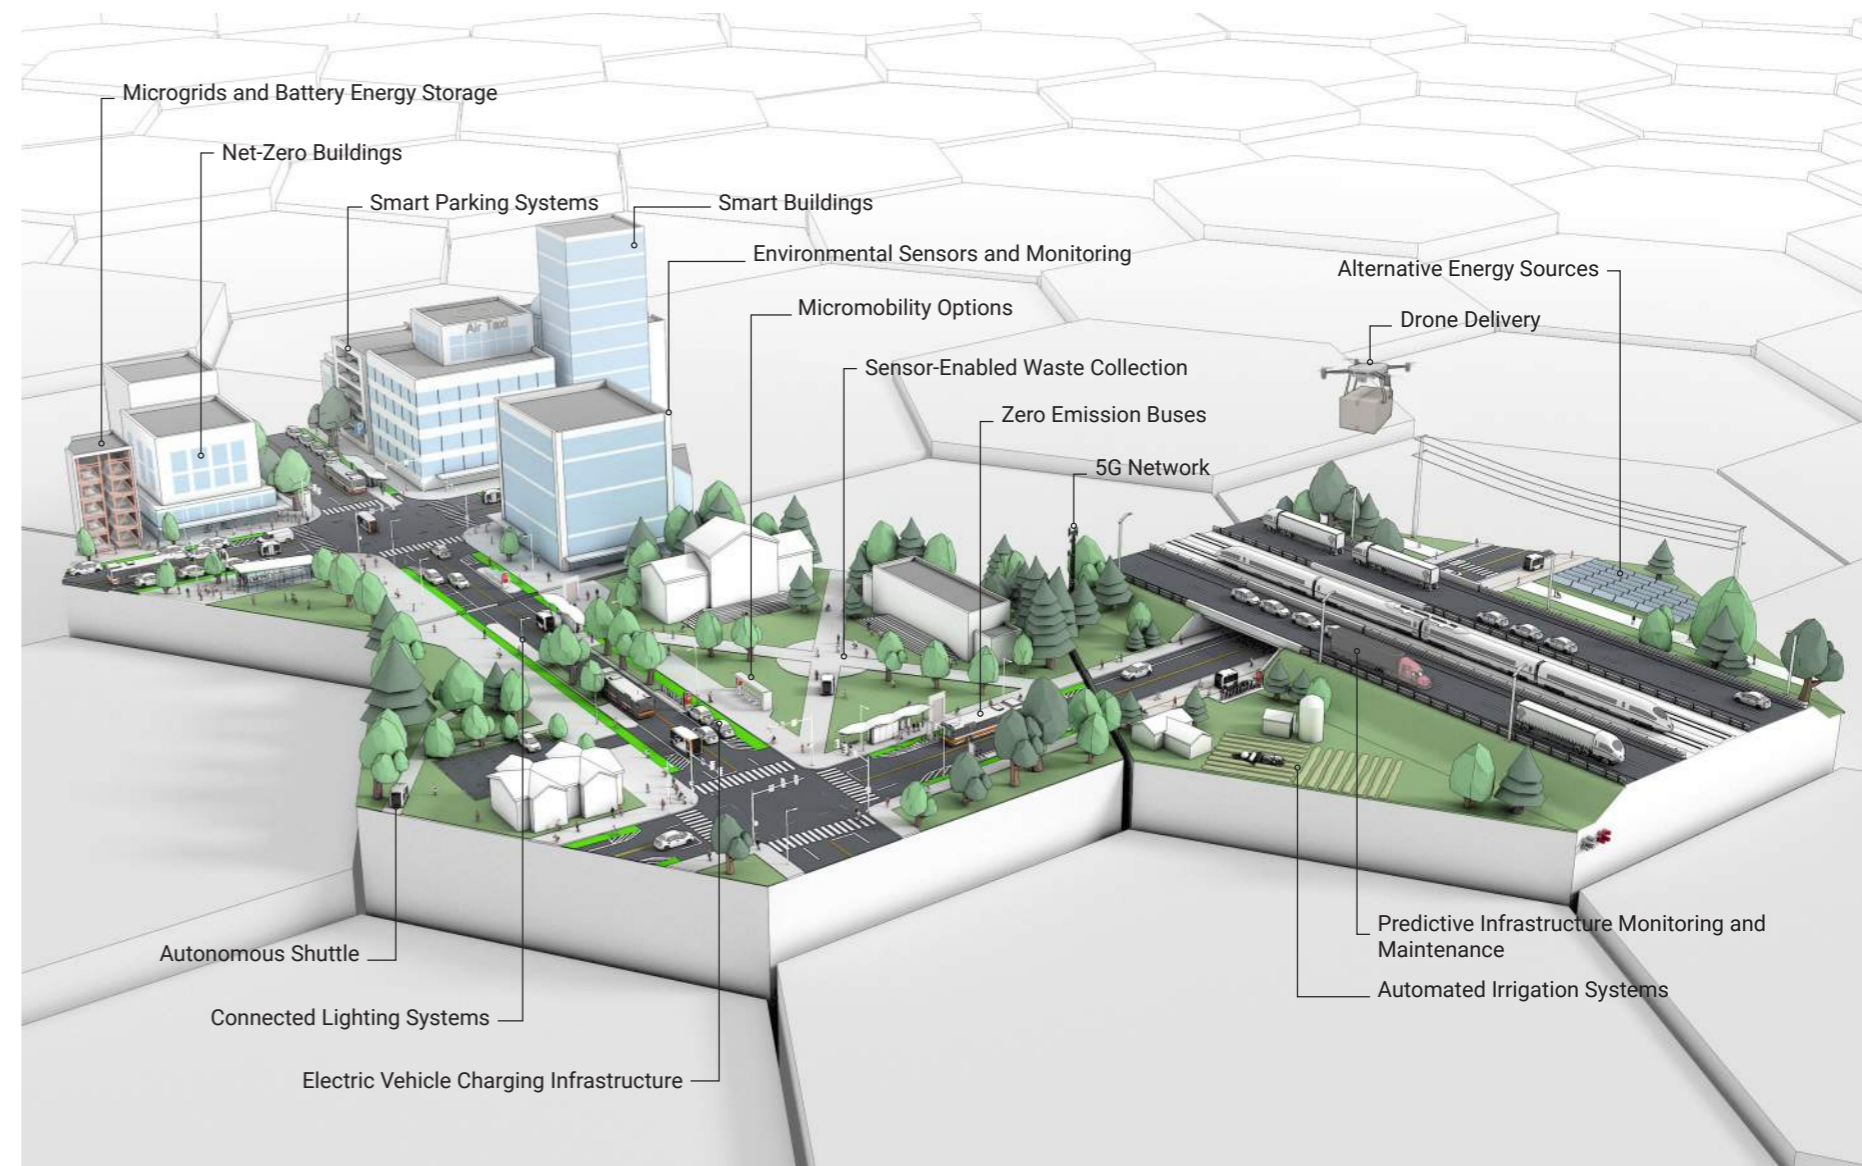 Microgrids and Battery Energy Storage
Net-Zero Buildings
Smart Parking Systems
Smart Buildings
Environmental Sensors and Monitoring
Alternative Energy Sources
Micromobility Options
Drone Delivery
Air Taxi
Sensor-Enabled Waste Collection
Zero Emission Buses
5G Network
Predictive Infrastructure Monitoring and
Maintenance
Autonomous Shuttle
Automated Irrigation Systems
Connected Lighting Systems
Electric Vehicle Charging Infrastructure